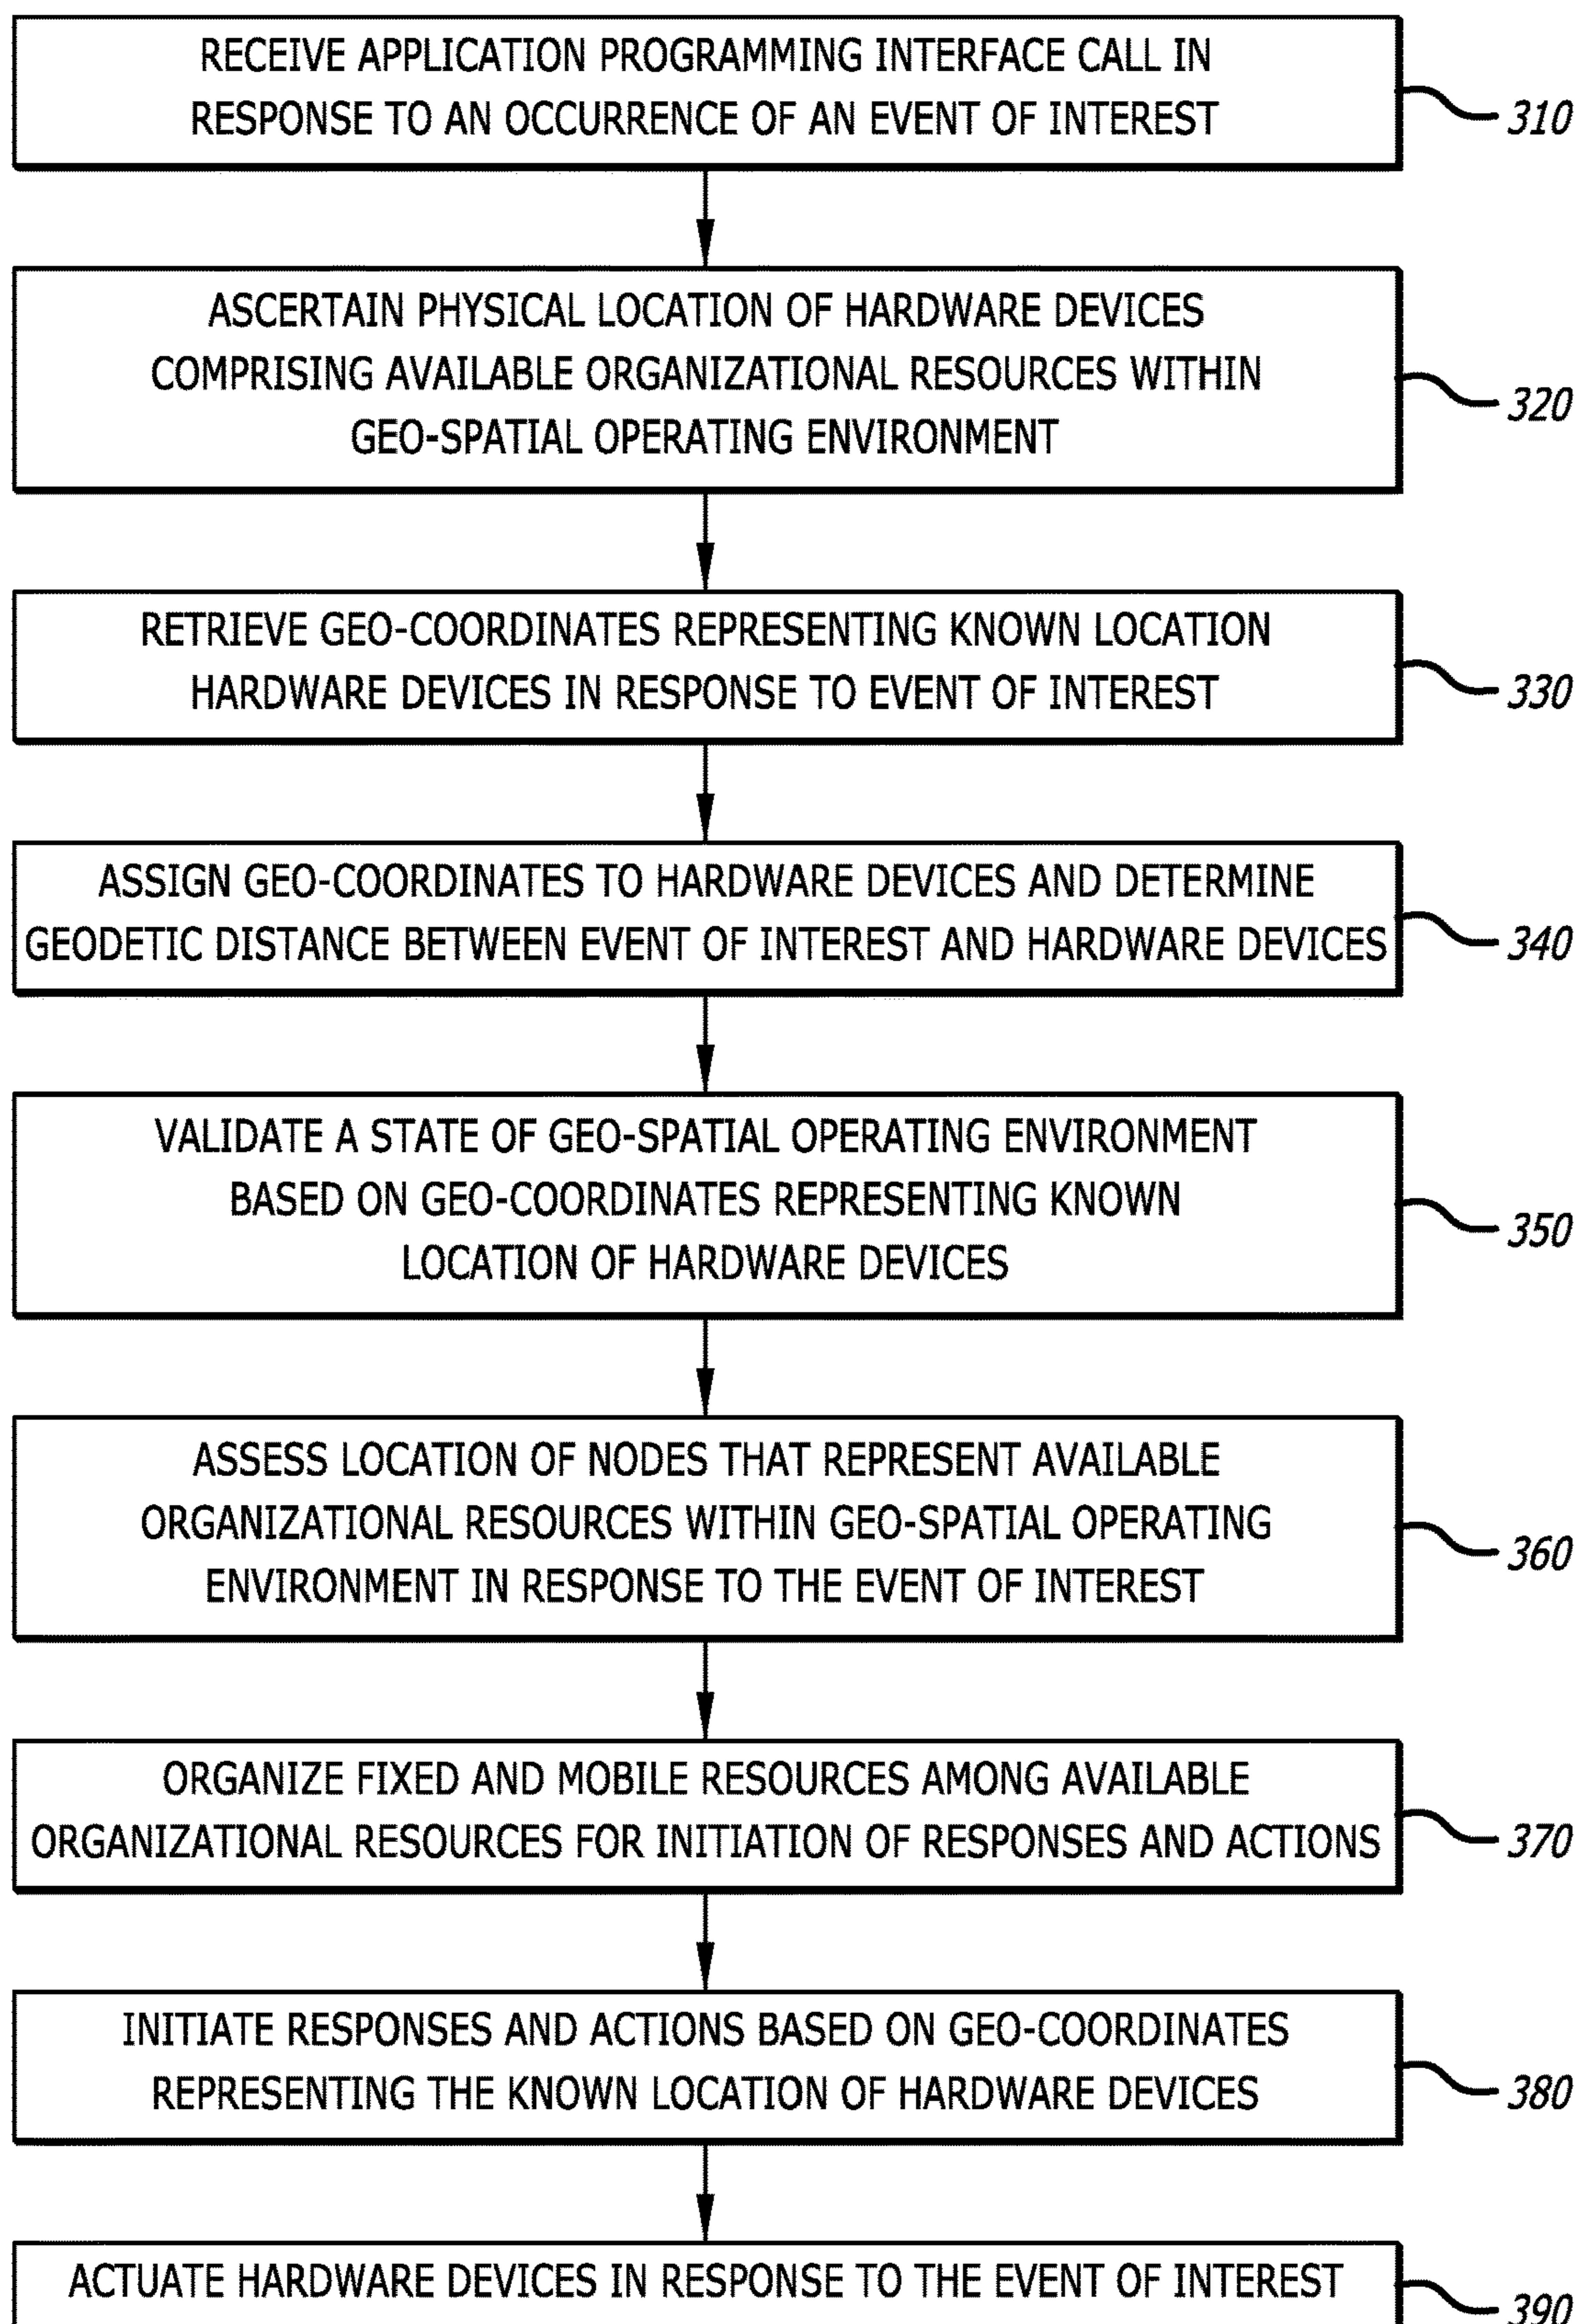 RECEIVE APPLICATION PROGRAMMING INTERFACE CALL IN
RESPONSE TO AN OCCURRENCE OF AN EVENT OF INTEREST
310
ASCERTAIN PHYSICAL LOCATION OF HARDWARE DEVICES
COMPRISING AVAILABLE ORGANIZATIONAL RESOURCES WITHIN
GEO-SPATIAL OPERATING ENVIRONMENT
320
RETRIEVE GEO-COORDINATES REPRESENTING KNOWN LOCATION
HARDWARE DEVICES IN RESPONSE TO EVENT OF INTEREST
330
ASSIGN GEO-COORDINATES TO HARDWARE DEVICES AND DETERMINE
GEODETIC DISTANCE BETWEEN EVENT OF INTEREST AND HARDWARE DEVICES
340
VALIDATE A STATE OF GEO-SPATIAL OPERATING ENVIRONMENT
BASED ON GEO-COORDINATES REPRESENTING KNOWN
LOCATION OF HARDWARE DEVICES
350
ASSESS LOCATION OF NODES THAT REPRESENT AVAILABLE
ORGANIZATIONAL RESOURCES WITHIN GEO-SPATIAL OPERATING
ENVIRONMENT IN RESPONSE TO THE EVENT OF INTEREST
360
ORGANIZE FIXED AND MOBILE RESOURCES AMONG AVAILABLE
ORGANIZATIONAL RESOURCES FOR INITIATION OF RESPONSES AND ACTIONS
370
INITIATE RESPONSES AND ACTIONS BASED ON GEO-COORDINATES
REPRESENTING THE KNOWN LOCATION OF HARDWARE DEVICES
380
ACTUATE HARDWARE DEVICES IN RESPONSE TO THE EVENT OF INTEREST
390